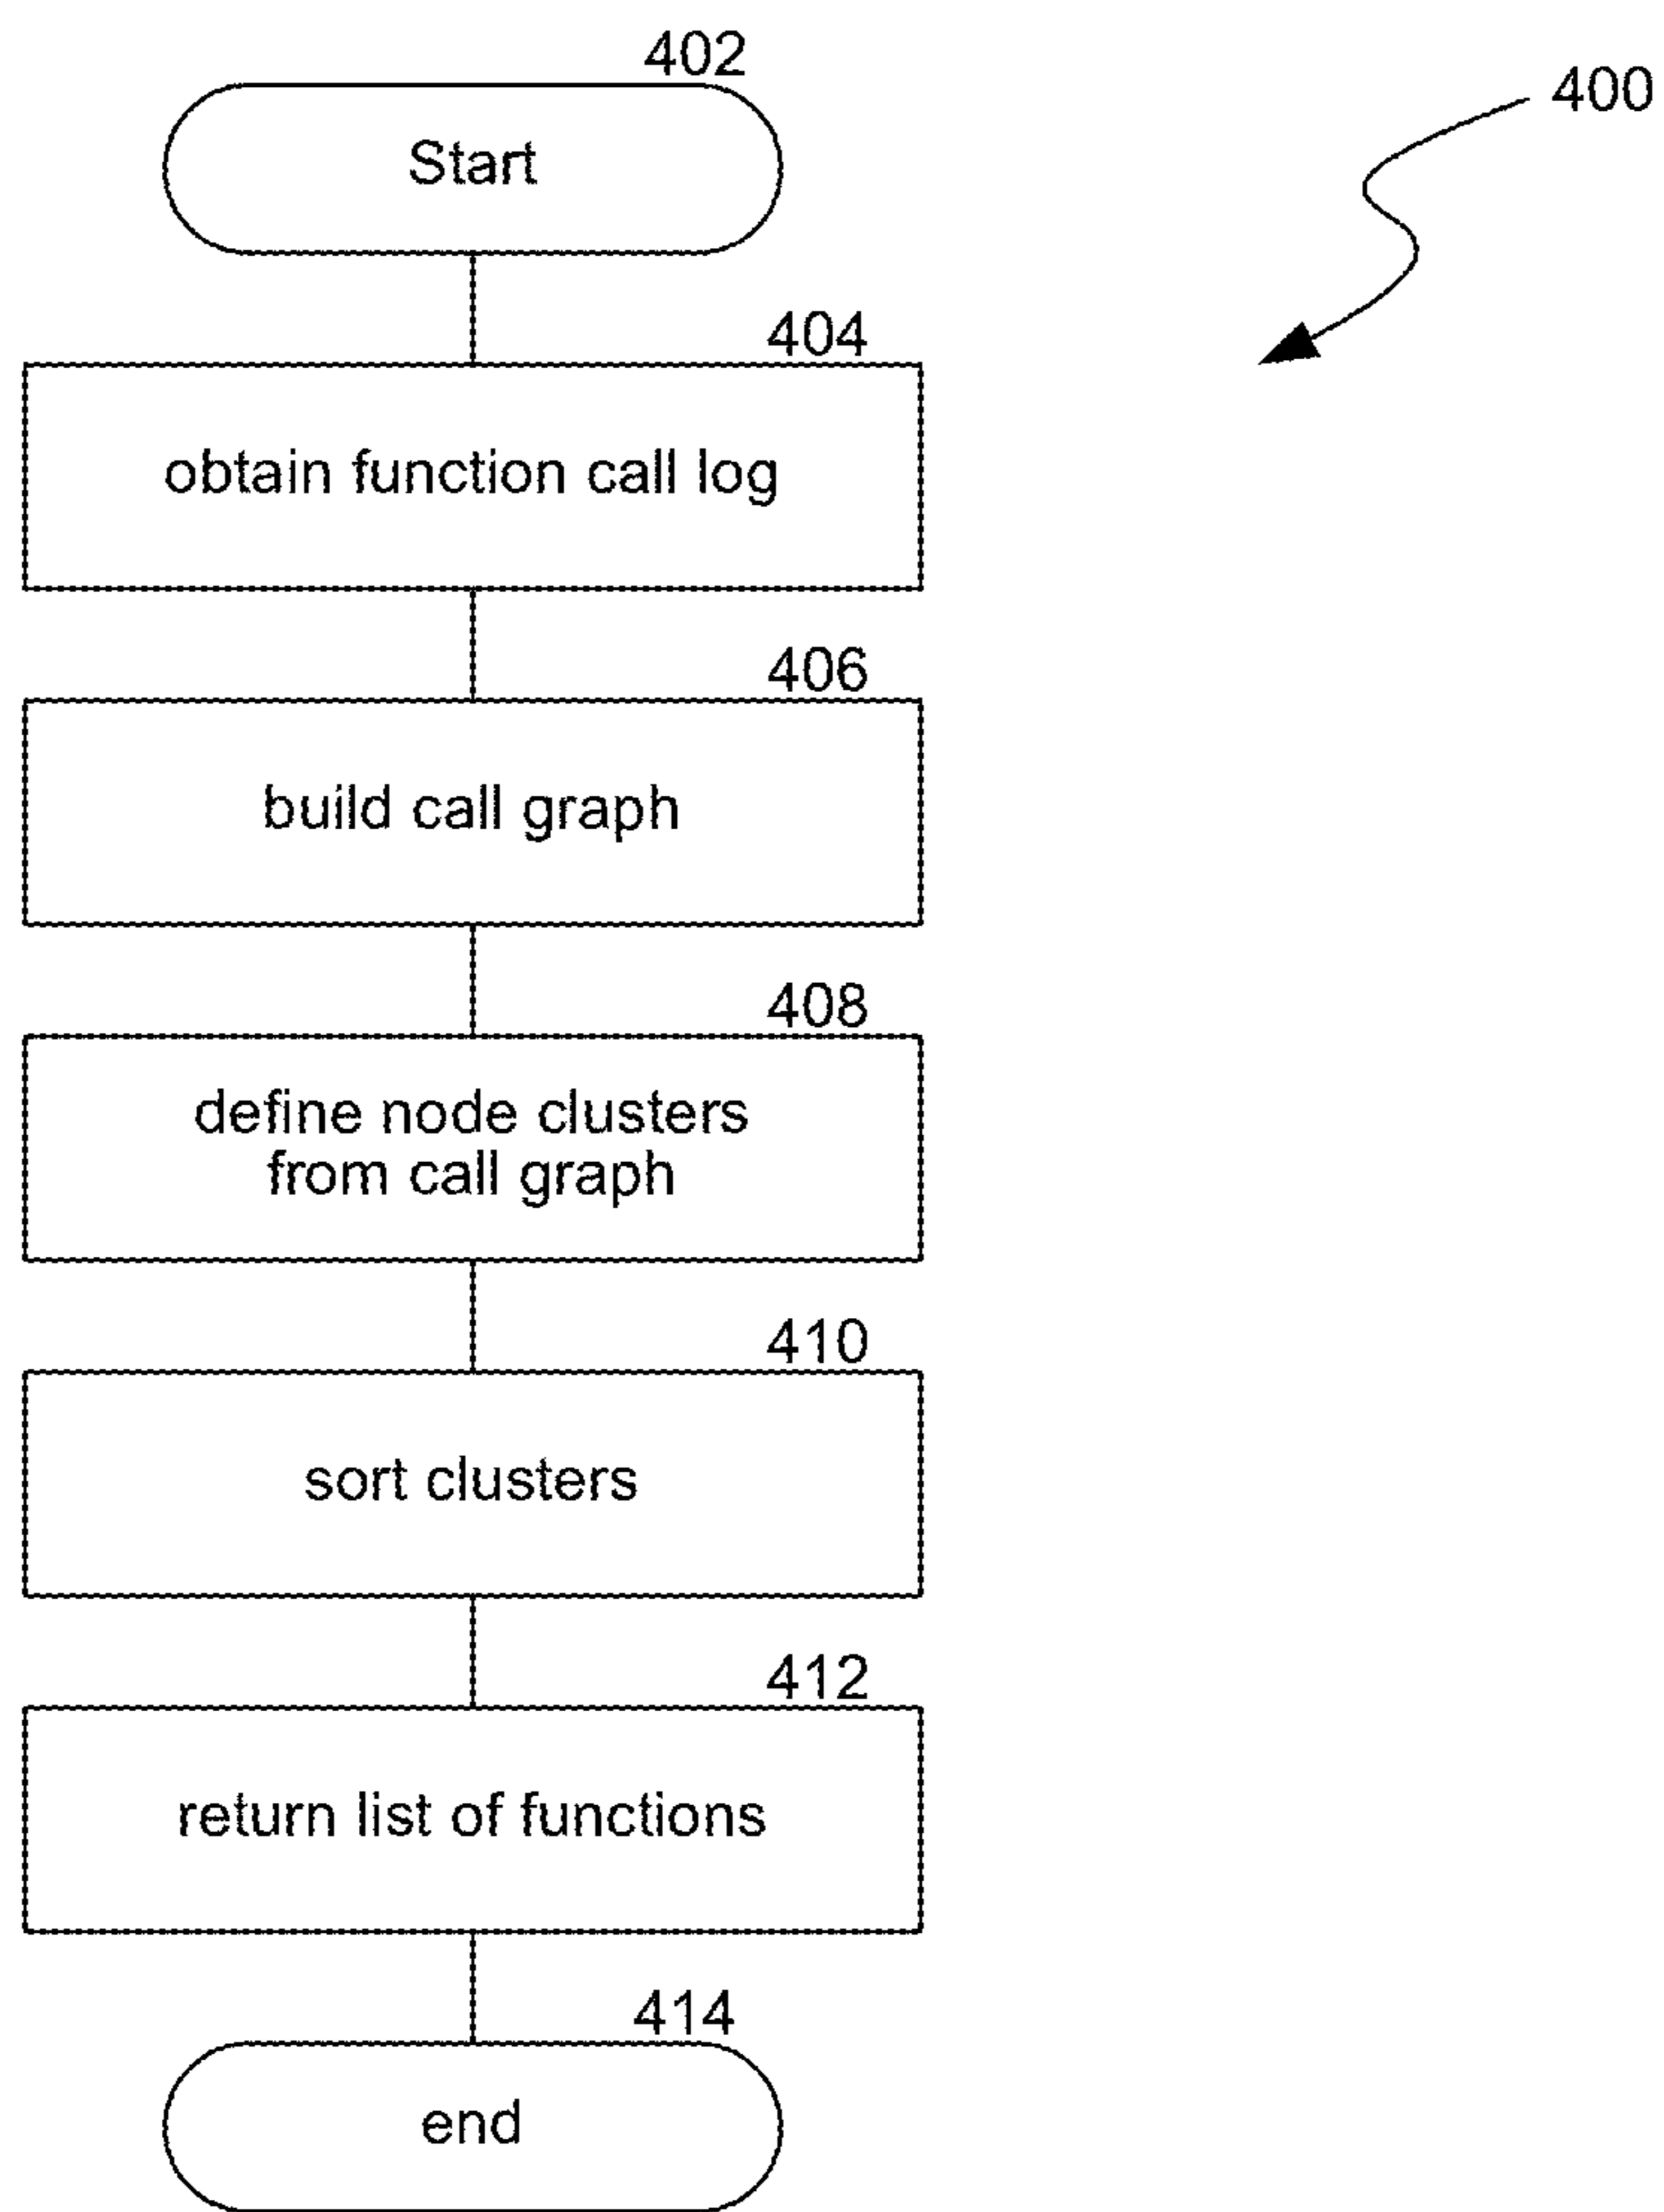 402
400
Start
404
obtain function call log
406
build call graph
408
define node clusters
from call graph
410
sort clusters
412
return list of functions
414
end